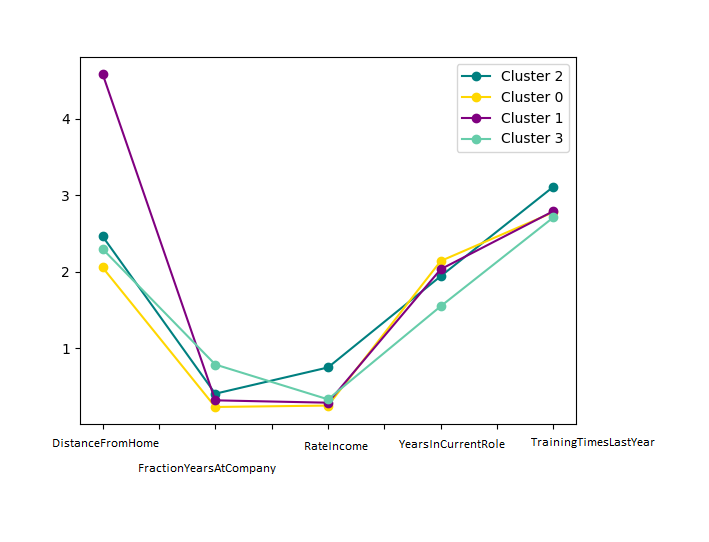 Cluster 2
Cluster 0
Cluster 1
Cluster 3
4
3
2
1
DistanceFromHome
FractionYearsAtCompany
RateIncome
YearsInCurrentRole
TrainingTimesLastYear